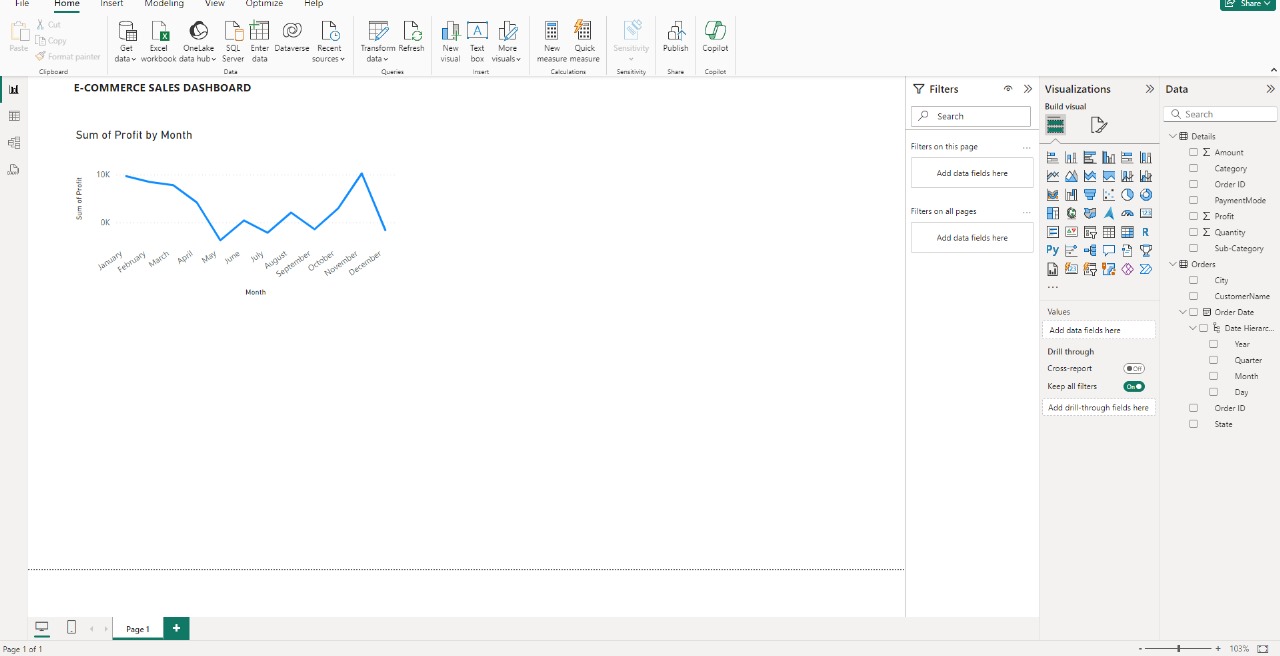 File Home Insert Modeling View Optimize Help
Share
Paste
Cut
Copy
Format painter
Get data
Excel workbook
OneLake data hub
SQL Server
Enter data
Dataverse
Recent sources
Transform data
Refresh
New visual
Text box
More visuals
New measure
Quick measure
Sensitivity
Publish
Copilot
Clipboard Data Queries Insert Calculations Sensitivity Share Copilot
E-COMMERCE SALES DASHBOARD
Sum of Profit by Month
Sum of Profit
10K
0K
January February March April May June July August September October November December
Month
Filters
Search
Filters on this page ...
Add data fields here
Filters on all pages ...
Add data fields here
Visualizations
Build visual
123
R
Py
...
Values
Add data fields here
Drill through
Cross-report Off
Keep all filters On
Add drill-through fields here
Data
Search
Details
Σ Amount
Category
Order ID
PaymentMode
Σ Profit
Σ Quantity
Sub-Category
Orders
City
CustomerName
Order Date
Date Hierarc...
Year
Quarter
Month
Day
Order ID
State
Page 1 +
Page 1 of 1
- + 103%